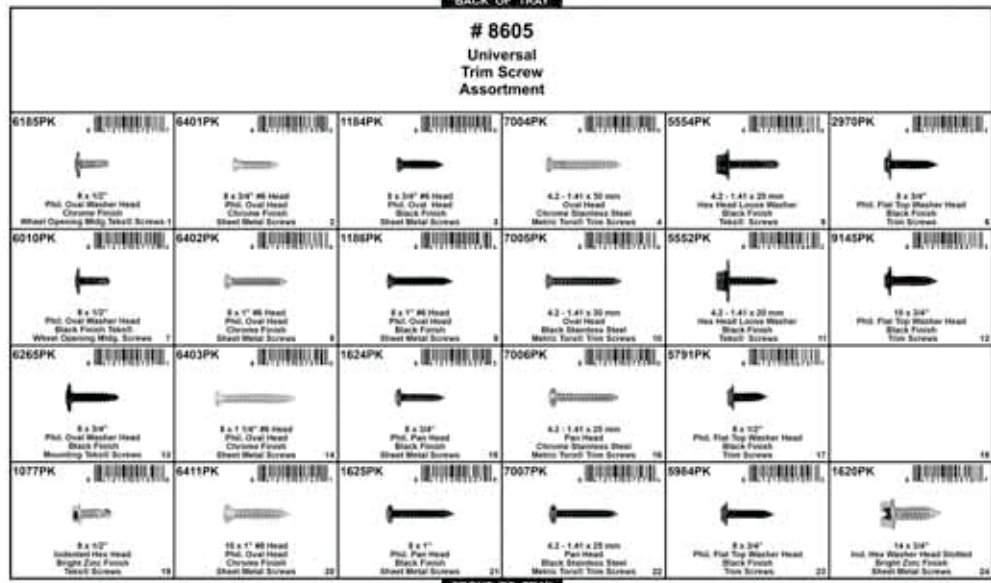 BACK OF TRAY
# 8605
Universal
Trim Screw
Assortment
6185PK
8 x 1/2"
Phil. Oval Washer Head
Chrome Finish
Wheel Opening Mldg. Teks® Screws 1
6401PK
8 x 3/4" #6 Head
Phil. Oval Head
Chrome Finish
Sheet Metal Screws 2
1184PK
8 x 3/4" #6 Head
Phil. Oval Head
Black Finish
Sheet Metal Screws 3
7004PK
4.2 - 1.41 x 30 mm
Oval Head
Chrome Stainless Steel
Metric Torx® Trim Screws 4
5554PK
4.2 - 1.41 x 25 mm
Hex Head Loose Washer
Black Finish
Teks® Screws
2970PK
8 x 3/4"
Phil. Flat Top Washer Head
Black Finish
Trim Screws 6
6010PK
8 x 1/2"
Phil. Oval Washer Head
Black Finish Teks®
Wheel Opening Mldg. Screws 7
6402PK
8 x 1" #6 Head
Phil. Oval Head
Chrome Finish
Sheet Metal Screws 8
1186PK
8 x 1" #6 Head
Phil. Oval Head
Black Finish
Sheet Metal Screws 9
7005PK
4.2 - 1.41 x 30 mm
Oval Head
Black Stainless Steel
Metric Torx® Trim Screws 10
5552PK
4.2 - 1.41 x 20 mm
Hex Head Loose Washer
Black Finish
Teks® Screws 11
9145PK
10 x 3/4"
Phil. Flat Top Washer Head
Black Finish
Trim Screws 12
6265PK
8 x 3/4"
Phil. Oval Washer Head
Black Finish
Mounting Teks® Screws 13
6403PK
8 x 1 1/4" #6 Head
Phil. Oval Head
Chrome Finish
Sheet Metal Screws 14
1624PK
8 x 3/4"
Phil. Pan Head
Black Finish
Sheet Metal Screws 15
7006PK
4.2 - 1.41 x 25 mm
Pan Head
Chrome Stainless Steel
Metric Torx® Trim Screws 16
5791PK
8 x 1/2"
Phil. Flat Top Washer Head
Black Finish
Trim Screws 17
18
1077PK
8 x 1/2"
Indented Hex Head
Bright Zinc Finish
Teks® Screws 19
6411PK
10 x 1" #8 Head
Phil. Oval Head
Chrome Finish
Sheet Metal Screws 20
1625PK
8 x 1"
Phil. Pan Head
Black Finish
Sheet Metal Screws 21
7007PK
4.2 - 1.41 x 25 mm
Pan Head
Black Stainless Steel
Metric Torx® Trim Screws 22
5984PK
8 x 3/4"
Phil. Flat Top Washer Head
Black Finish
Trim Screws 23
1620PK
14 x 3/4"
Ind. Hex Washer Head Slotted
Bright Zinc Finish
Sheet Metal Screws 24